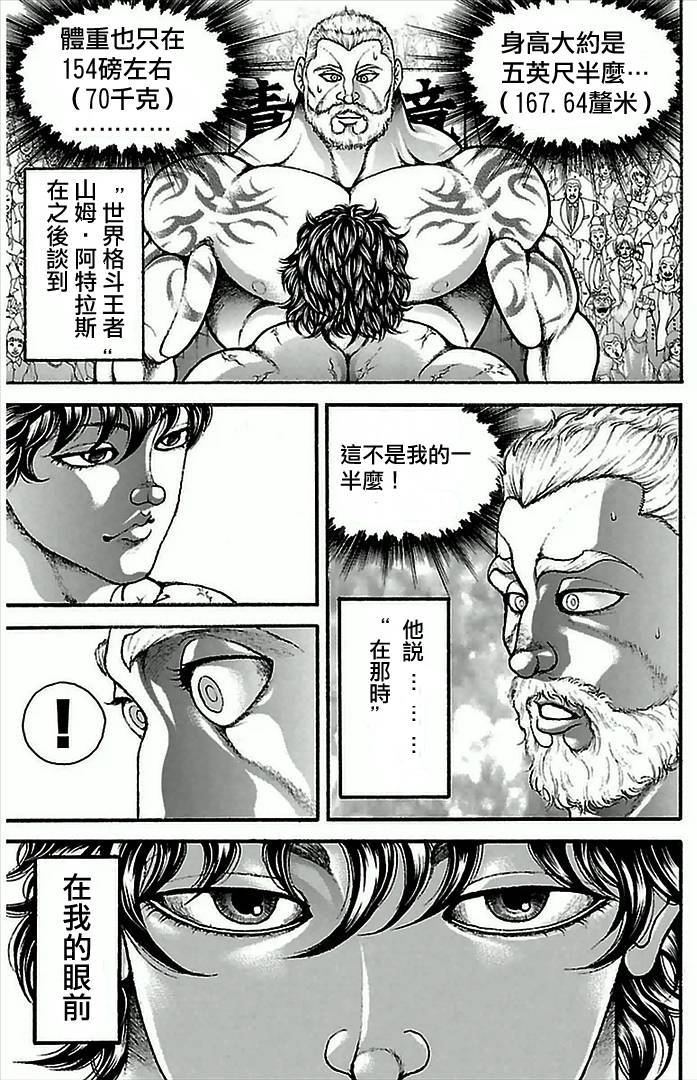 身高大約是
五英尺半麼…
（167.64釐米）
體重也只在
154磅左右
（70千克）
…………
〞世界格斗王者〝
山姆．阿特拉斯
在之後談到
這不是我的一
半麼！
他説………
〝在那時〞
！
在我的眼前